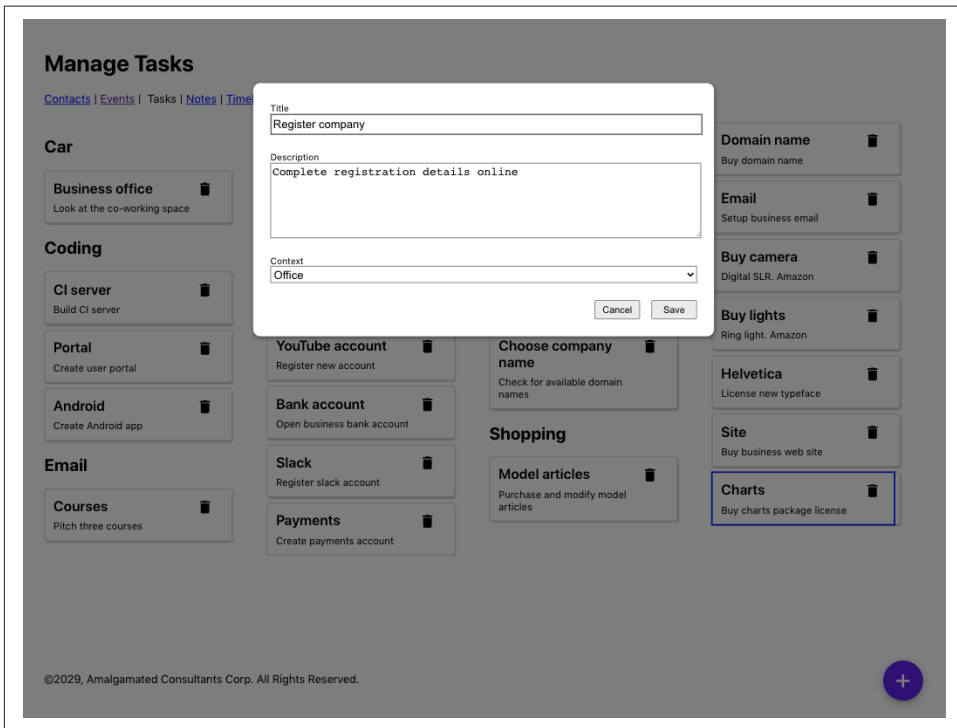 Manage Tasks
Contacts | Events | Tasks | Notes | Timel
Car
Business office
Look at the co-working space
Coding
CI server
Build CI server
Portal
Create user portal
Android
Create Android app
Email
Courses
Pitch three courses
Title
Register company
Description
Complete registration details online
Context
Office
Cancel
Save
YouTube account
Register new account
Bank account
Open business bank account
Slack
Register slack account
Payments
Create payments account
Choose company
name
Check for available domain
names
Shopping
Model articles
Purchase and modify model
articles
Domain name
Buy domain name
Email
Setup business email
Buy camera
Digital SLR. Amazon
Buy lights
Ring light. Amazon
Helvetica
License new typeface
Site
Buy business web site
Charts
Buy charts package license
©2029, Amalgamated Consultants Corp. All Rights Reserved.
+